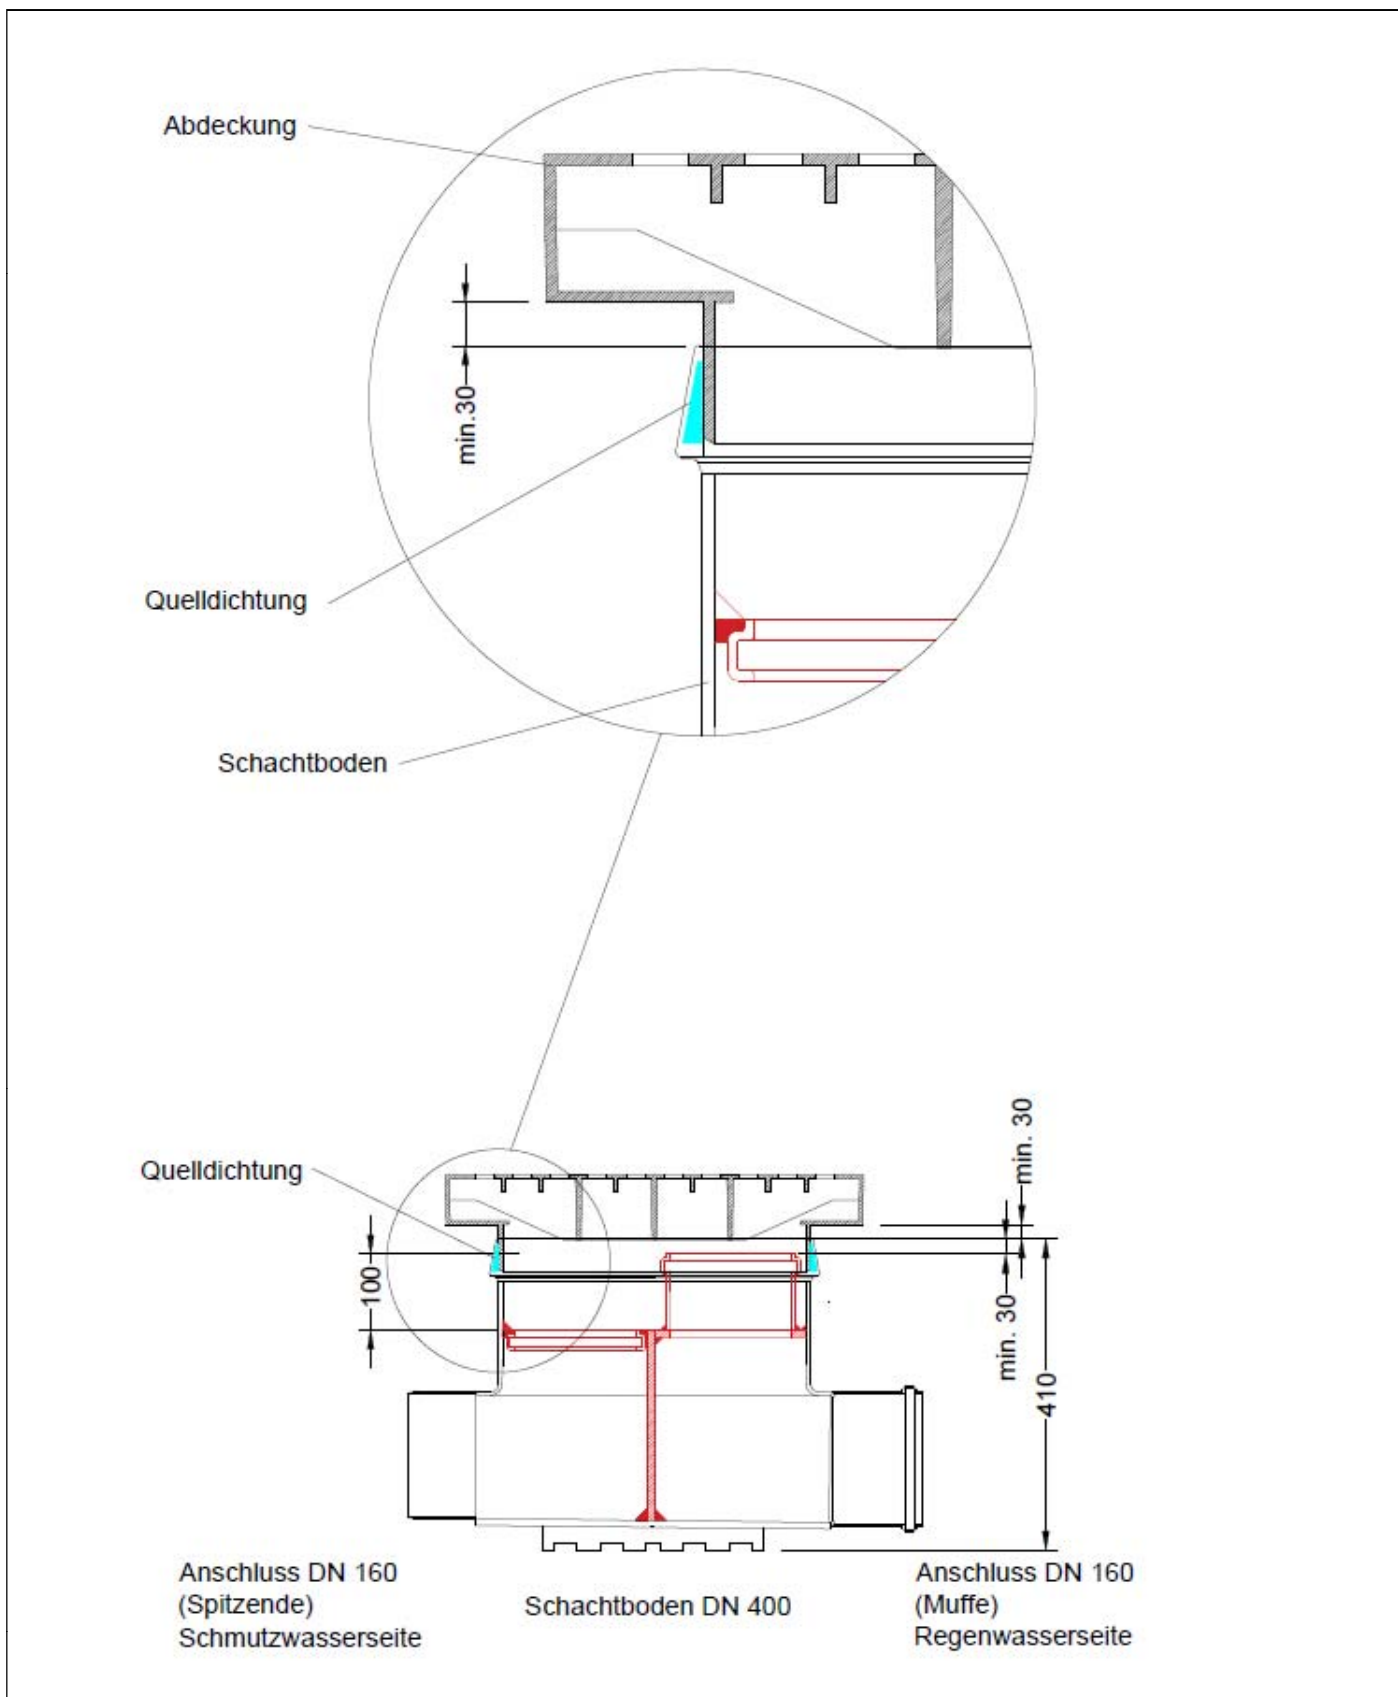 Abdeckung
min.30
Quelldichtung
Schachtboden
min. 30
Quelldichtung
100
min. 30
410
Anschluss DN 160
(Spitzende)
Schmutzwasserseite
Schachtboden DN 400
Anschluss DN 160
(Muffe)
Regenwasserseite